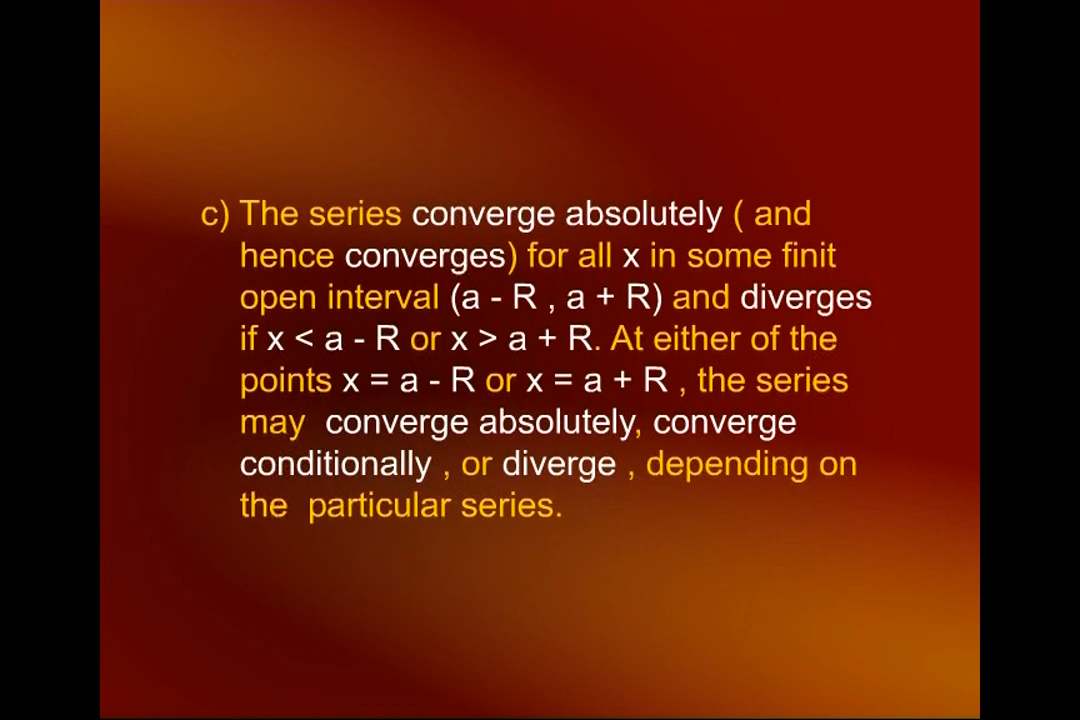 c) The series converge absolutely ( and
hence converges) for all x in some finit
open interval (a - R , a + R) and diverges
if x < a - R or x > a + R. At either of the
points x = a - R or x = a + R , the series
may  converge absolutely, converge
conditionally , or diverge , depending on
the  particular series.